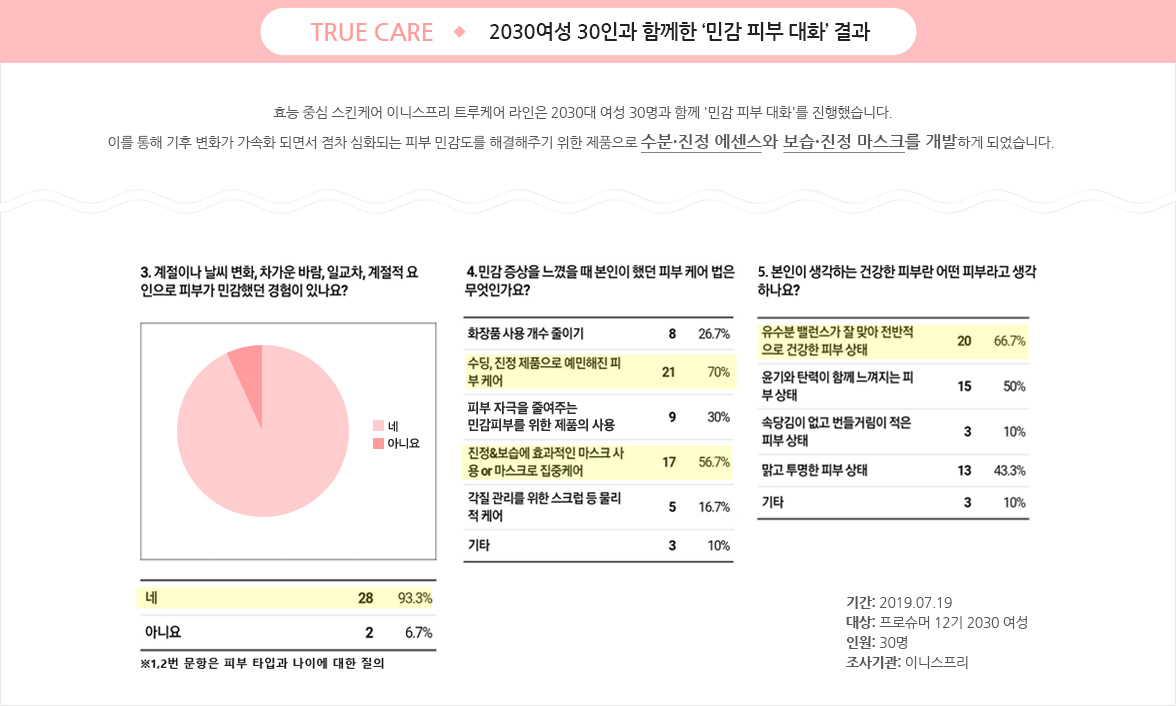 TRUE CARE ◆ 2030여성 30인과 함께한 ‘민감 피부 대화’ 결과
효능 중심 스킨케어 이니스프리 트루케어 라인은 2030대 여성 30명과 함께 '민감 피부 대화'를 진행했습니다.
이를 통해 기후 변화가 가속화 되면서 점차 심화되는 피부 민감도를 해결해주기 위한 제품으로 수분·진정 에센스와 보습·진정 마스크를 개발하게 되었습니다.
3. 계절이나 날씨 변화, 차가운 바람, 일교차, 계절적 요
인으로 피부가 민감했던 경험이 있나요?
네
아니요
네 28 93.3%
아니요 2 6.7%
※1,2번 문항은 피부 타입과 나이에 대한 질의
4.민감 증상을 느꼈을 때 본인이 했던 피부 케어 법은
무엇인가요?
화장품 사용 개수 줄이기 8 26.7%
수딩, 진정 제품으로 예민해진 피
부 케어 21 70%
피부 자극을 줄여주는
민감피부를 위한 제품의 사용 9 30%
진정&보습에 효과적인 마스크 사
용 or 마스크로 집중케어 17 56.7%
각질 관리를 위한 스크럽 등 물리
적 케어 5 16.7%
기타 3 10%
5. 본인이 생각하는 건강한 피부란 어떤 피부라고 생각
하나요?
유수분 밸런스가 잘 맞아 전반적
으로 건강한 피부 상태 20 66.7%
윤기와 탄력이 함께 느껴지는 피
부 상태 15 50%
속당김이 없고 번들거림이 적은
피부 상태 3 10%
맑고 투명한 피부 상태 13 43.3%
기타 3 10%
기간: 2019.07.19
대상: 프로슈머 12기 2030 여성
인원: 30명
조사기관: 이니스프리